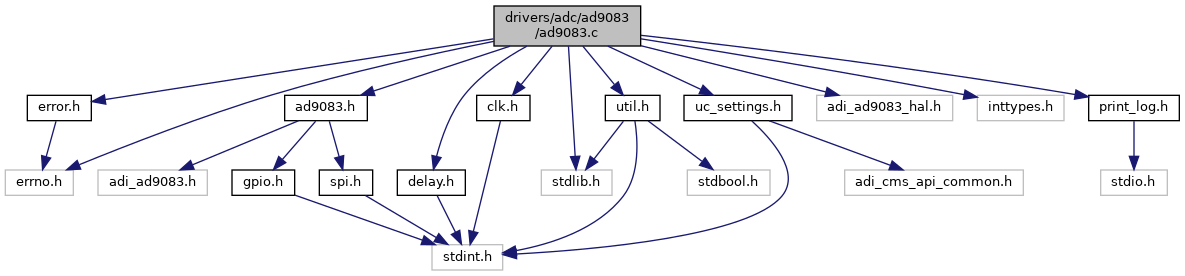 drivers/adc/ad9083
/ad9083.c
error.h
ad9083.h
clk.h
util.h
uc_settings.h
adi_ad9083_hal.h
inttypes.h
print_log.h
errno.h
adi_ad9083.h
gpio.h
spi.h
delay.h
stdlib.h
stdbool.h
adi_cms_api_common.h
stdio.h
stdint.h